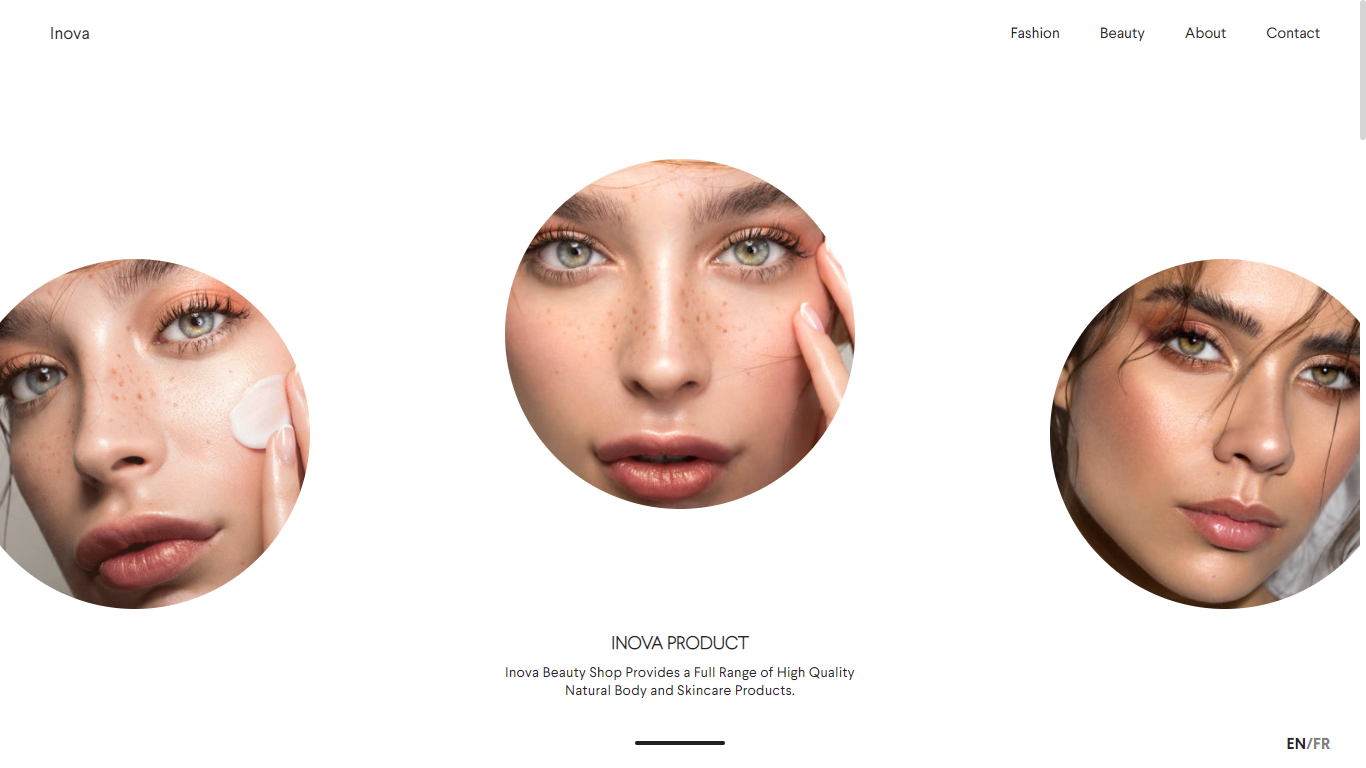 Inova
Fashion
Beauty
About
Contact
INOVA PRODUCT
Inova Beauty Shop Provides a Full Range of High Quality
Natural Body and Skincare Products.
EN/FR